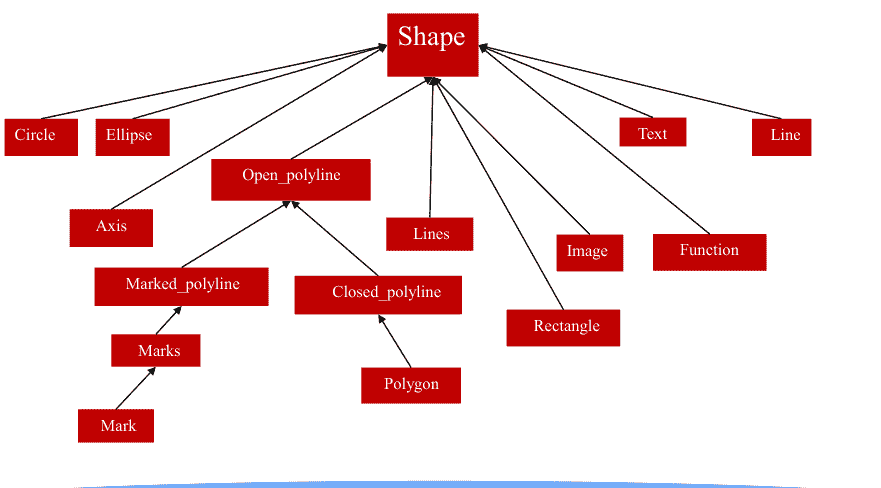 Shape
Circle
Ellipse
Text
Line
Open_polyline
Axis
Lines
Image
Function
Marked_polyline
Closed_polyline
Rectangle
Marks
Polygon
Mark